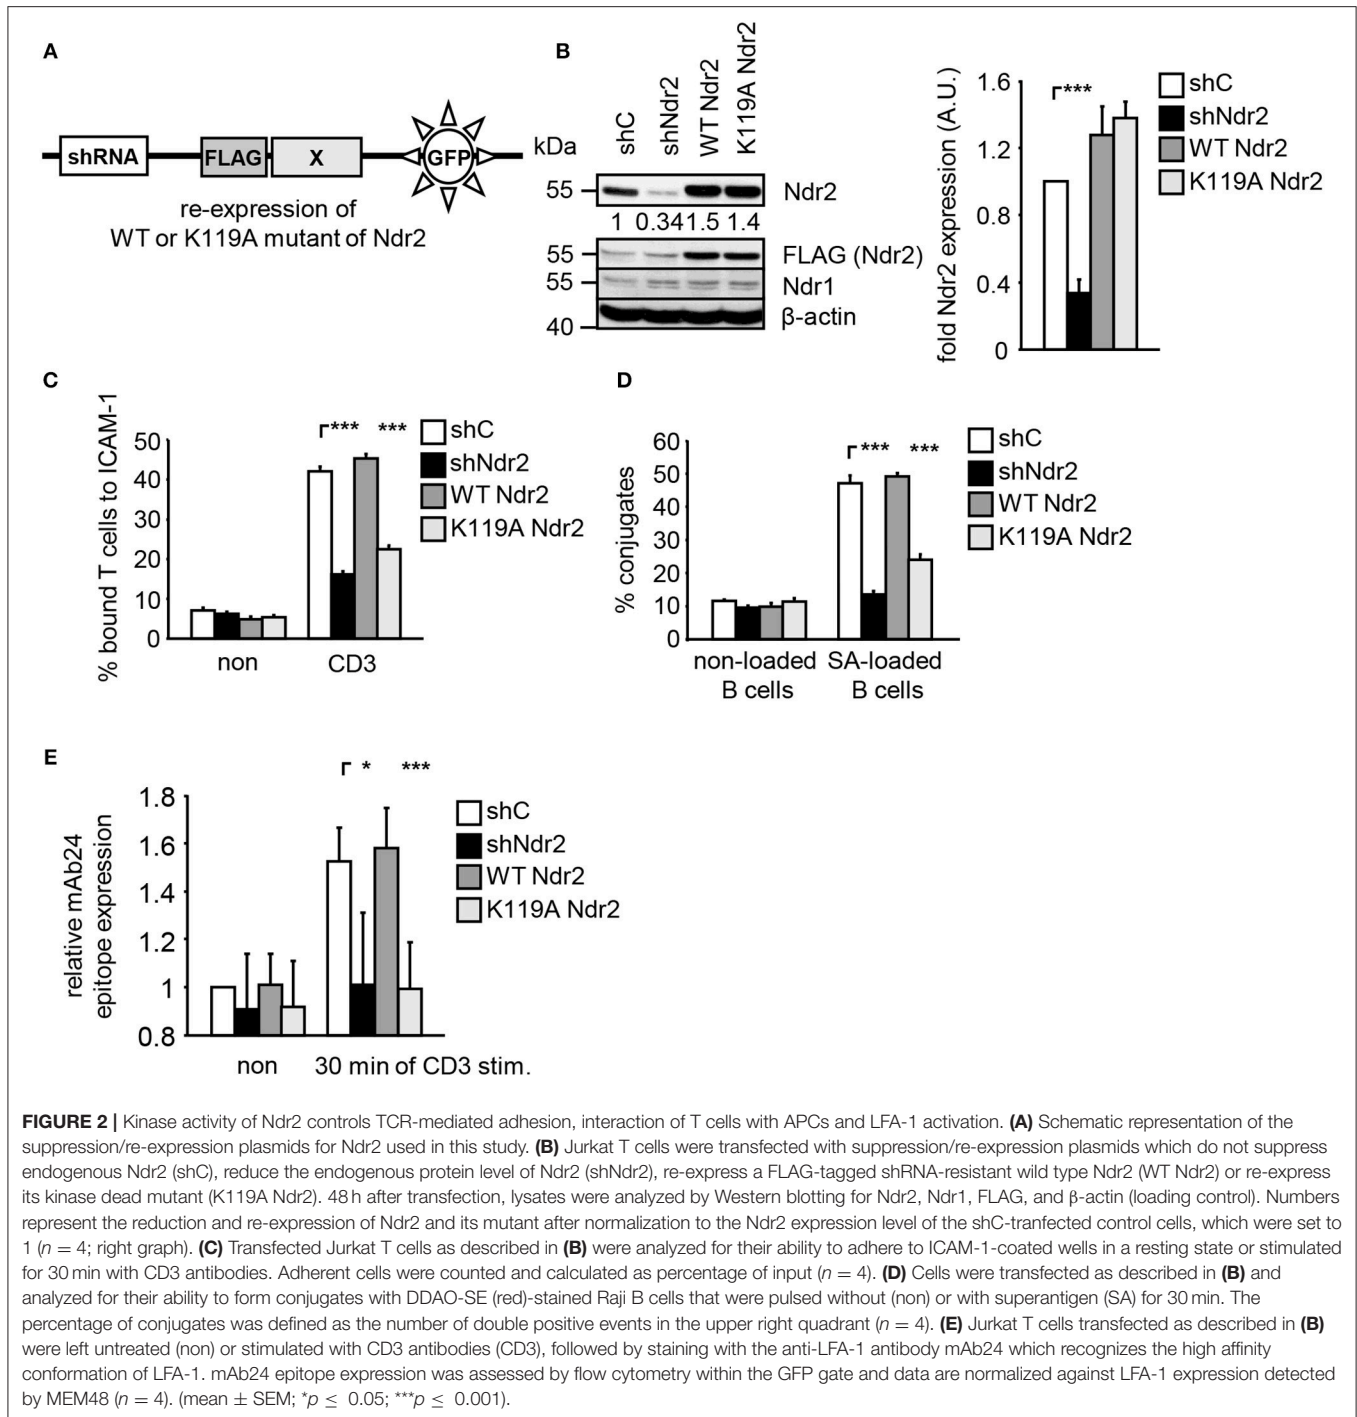 A
shRNA
FLAG
X
GFP
re-expression of
WT or K119A mutant of Ndr2
B
kDa
shC
shNdr2
WT Ndr2
K119A Ndr2
55
Ndr2
1 0.34 1.5 1.4
55
FLAG (Ndr2)
55
Ndr1
40
β-actin
fold Ndr2 expression (A.U.)
1.6
1.2
0.8
0.4
0
***
shC
shNdr2
WT Ndr2
K119A Ndr2
C
% bound T cells to ICAM-1
50
40
30
20
10
0
*** ***
non CD3
shC
shNdr2
WT Ndr2
K119A Ndr2
D
% conjugates
60
50
40
30
20
10
0
*** ***
non-loaded SA-loaded
B cells B cells
shC
shNdr2
WT Ndr2
K119A Ndr2
E
relative mAb24
epitope expression
1.8
1.6
1.4
1.2
1
0.8
* ***
non 30 min of CD3 stim.
shC
shNdr2
WT Ndr2
K119A Ndr2
FIGURE 2 | Kinase activity of Ndr2 controls TCR-mediated adhesion, interaction of T cells with APCs and LFA-1 activation. (A) Schematic representation of the
suppression/re-expression plasmids for Ndr2 used in this study. (B) Jurkat T cells were transfected with suppression/re-expression plasmids which do not suppress
endogenous Ndr2 (shC), reduce the endogenous protein level of Ndr2 (shNdr2), re-express a FLAG-tagged shRNA-resistant wild type Ndr2 (WT Ndr2) or re-express
its kinase dead mutant (K119A Ndr2). 48 h after transfection, lysates were analyzed by Western blotting for Ndr2, Ndr1, FLAG, and β-actin (loading control). Numbers
represent the reduction and re-expression of Ndr2 and its mutant after normalization to the Ndr2 expression level of the shC-tranfected control cells, which were set to
1 (n = 4; right graph). (C) Transfected Jurkat T cells as described in (B) were analyzed for their ability to adhere to ICAM-1-coated wells in a resting state or stimulated
for 30 min with CD3 antibodies. Adherent cells were counted and calculated as percentage of input (n = 4). (D) Cells were transfected as described in (B) and
analyzed for their ability to form conjugates with DDAO-SE (red)-stained Raji B cells that were pulsed without (non) or with superantigen (SA) for 30 min. The
percentage of conjugates was defined as the number of double positive events in the upper right quadrant (n = 4). (E) Jurkat T cells transfected as described in (B)
were left untreated (non) or stimulated with CD3 antibodies (CD3), followed by staining with the anti-LFA-1 antibody mAb24 which recognizes the high affinity
conformation of LFA-1. mAb24 epitope expression was assessed by flow cytometry within the GFP gate and data are normalized against LFA-1 expression detected
by MEM48 (n = 4). (mean ± SEM; *p ≤ 0.05; ***p ≤ 0.001).